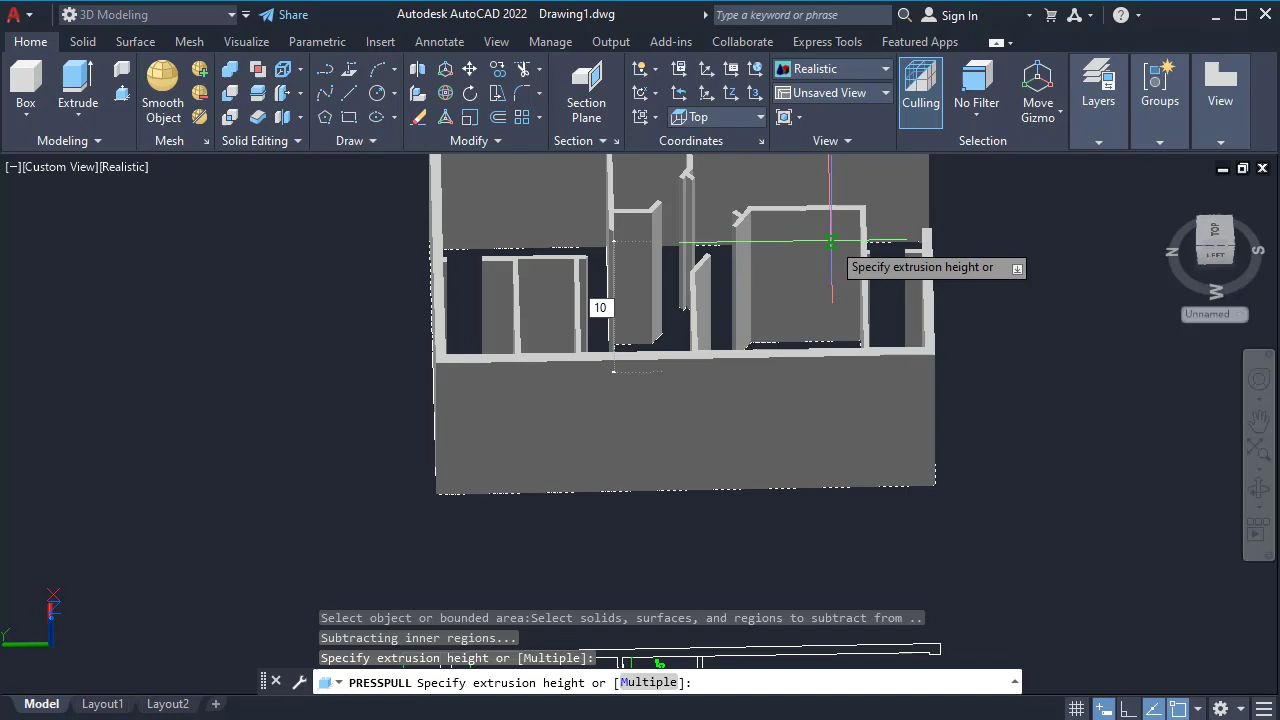 3D Modeling
Share
Autodesk AutoCAD 2022 Drawing1.dwg
Type a keyword or phrase
Sign In
Home Solid Surface Mesh Visualize Parametric Insert Annotate View Manage Output Add-ins Collaborate Express Tools Featured Apps
Box
Extrude
Smooth
Object
Section
Plane
Realistic
Unsaved View
Top
Culling
No Filter
Move
Gizmo
Layers
Groups
View
Modeling
Mesh
Solid Editing
Draw
Modify
Section
Coordinates
View
Selection
[−][Custom View][Realistic]
TOP
LEFT
N
S
W
Unnamed
Specify extrusion height or
10
X
Z
Y
Select object or bounded area:Select solids, surfaces, and regions to subtract from ..
Subtracting inner regions...
Specify extrusion height or [Multiple]:
PRESSPULL Specify extrusion height or [Multiple]:
Model Layout1 Layout2 +